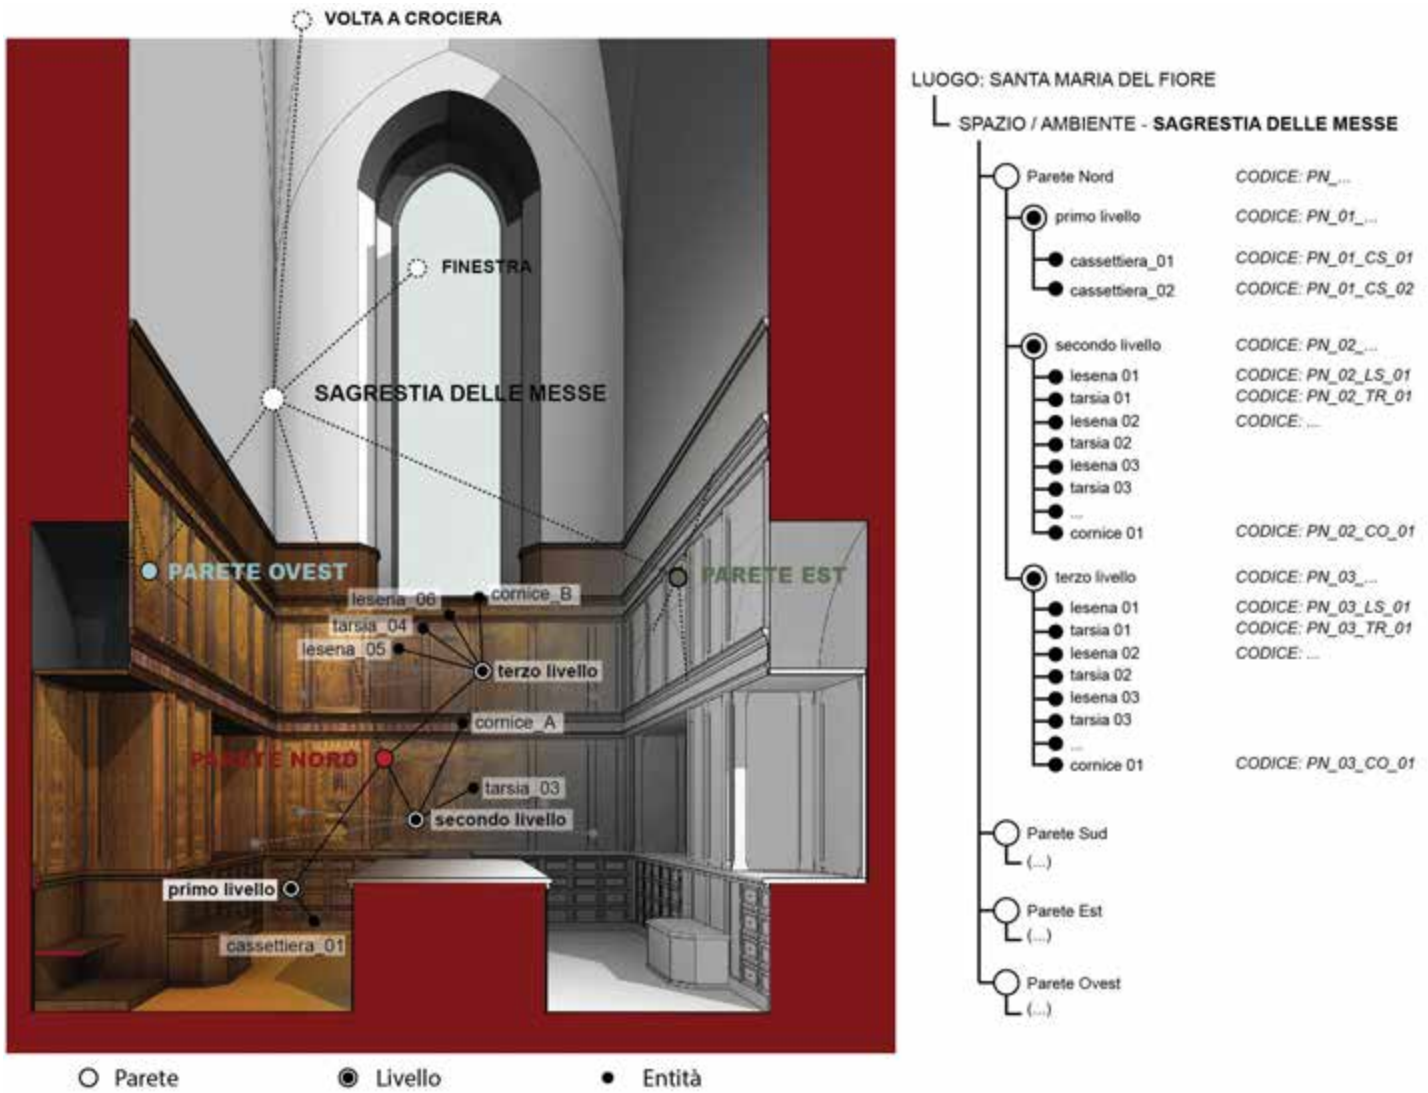 VOLTA A CROCIERA
FINESTRA
SAGRESTIA DELLE MESSE
PARETE OVEST
PARETE EST
cornice_B
lesena_06
tarsia_04
lesena_05
terzo livello
cornice_A
PARETE NORD
tarsia_03
secondo livello
primo livello
cassettiera_01
Parete
Livello
Entità
LUOGO: SANTA MARIA DEL FIORE
SPAZIO / AMBIENTE - SAGRESTIA DELLE MESSE
Parete Nord CODICE: PN_...
primo livello CODICE: PN_01_...
cassettiera_01 CODICE: PN_01_CS_01
cassettiera_02 CODICE: PN_01_CS_02
secondo livello CODICE: PN_02_...
lesena 01 CODICE: PN_02_LS_01
tarsia 01 CODICE: PN_02_TR_01
lesena 02 CODICE: ...
tarsia 02
lesena 03
tarsia 03
...
cornice 01 CODICE: PN_02_CO_01
terzo livello CODICE: PN_03_...
lesena 01 CODICE: PN_03_LS_01
tarsia 01 CODICE: PN_03_TR_01
lesena 02 CODICE: ...
tarsia 02
lesena 03
tarsia 03
...
cornice 01 CODICE: PN_03_CO_01
Parete Sud
(...)
Parete Est
(...)
Parete Ovest
(...)